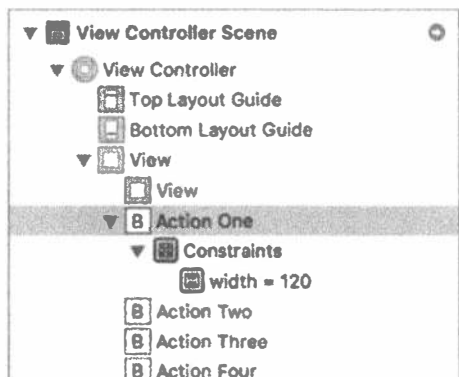 View Controller Scene
View Controller
Top Layout Guide
Bottom Layout Guide
View
View
B Action One
Constraints
width = 120
B Action Two
B Action Three
B Action Four